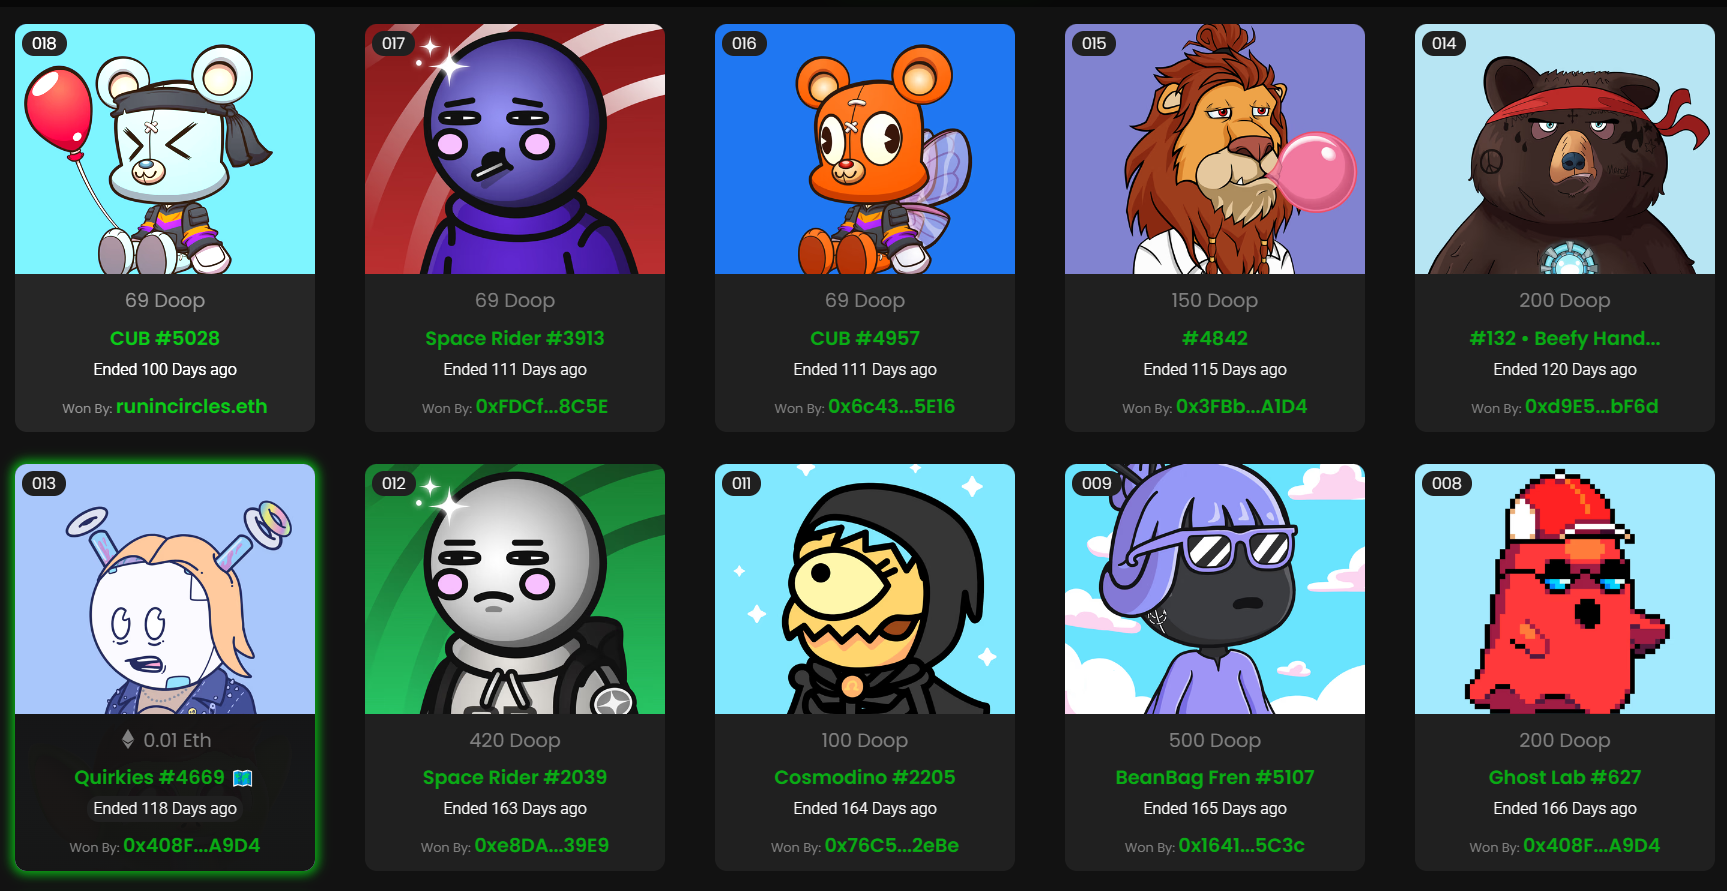 018
69 Doop
CUB #5028
Ended 100 Days ago
Won By: runincircles.eth
017
69 Doop
Space Rider #3913
Ended 111 Days ago
Won By: 0xFDCf...8C5E
016
69 Doop
CUB #4957
Ended 111 Days ago
Won By: 0x6c43...5E16
015
150 Doop
#4842
Ended 115 Days ago
Won By: 0x3FBb...A1D4
014
200 Doop
#132 • Beefy Hand...
Ended 120 Days ago
Won By: 0xd9E5...bF6d
013
0.01 Eth
Quirkies #4669
Ended 118 Days ago
Won By: 0x408F...A9D4
012
420 Doop
Space Rider #2039
Ended 163 Days ago
Won By: 0xe8DA...39E9
011
100 Doop
Cosmodino #2205
Ended 164 Days ago
Won By: 0x76C5...2eBe
009
500 Doop
BeanBag Fren #5107
Ended 165 Days ago
Won By: 0x1641...5C3c
008
200 Doop
Ghost Lab #627
Ended 166 Days ago
Won By: 0x408F...A9D4